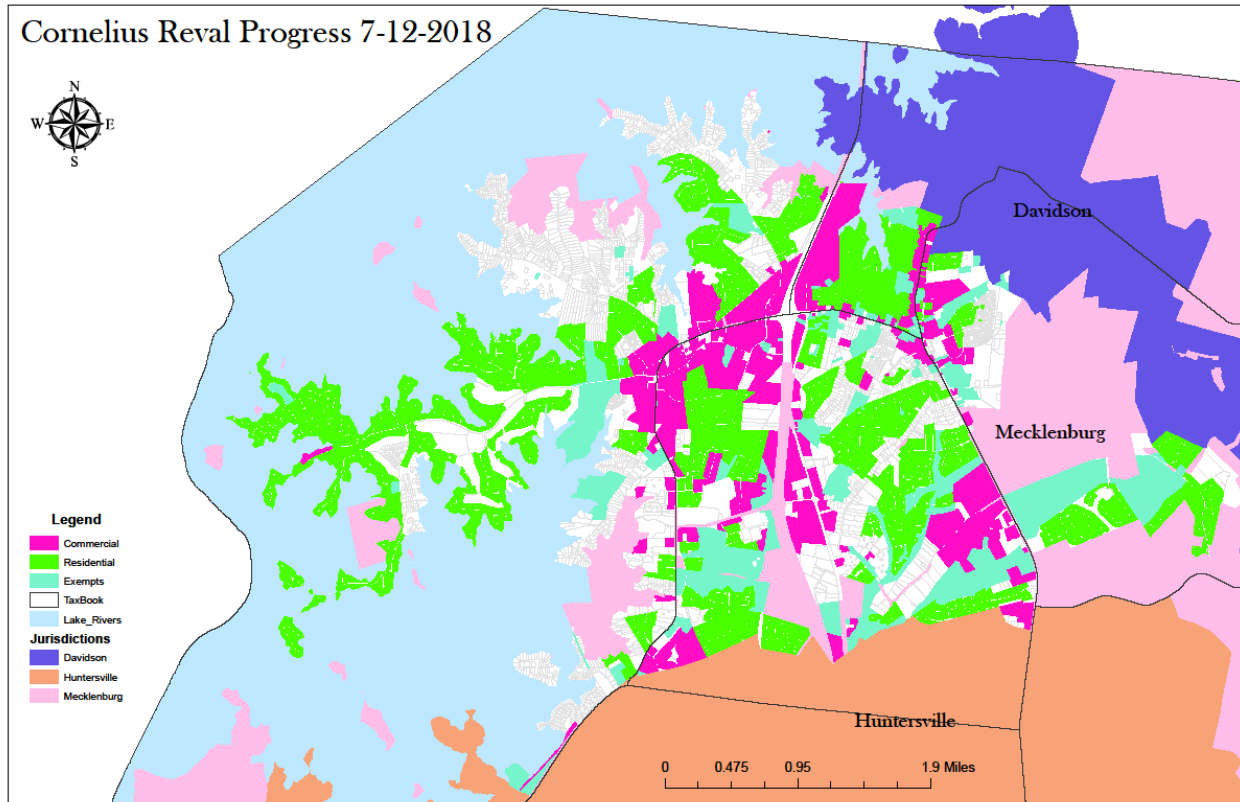 Cornelius Reval Progress 7-12-2018
N
W E
S
Davidson
Mecklenburg
Huntersville
Legend
Commercial
Residential
Exempts
TaxBook
Lake_Rivers
Jurisdictions
Davidson
Huntersville
Mecklenburg
0 0.475 0.95 1.9 Miles